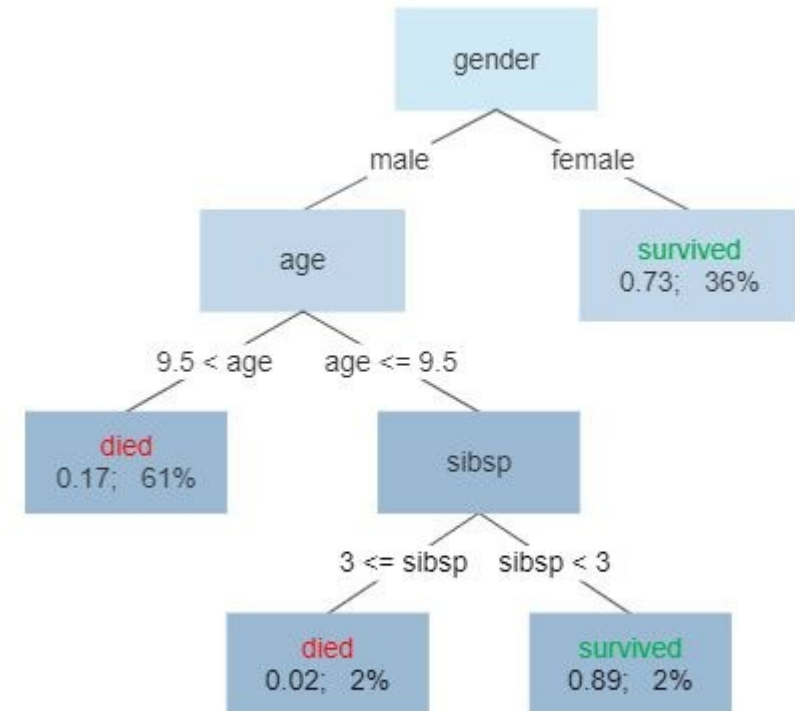 gender
male female
age
survived
0.73; 36%
9.5 < age age <= 9.5
died
0.17; 61%
sibsp
3 <= sibsp sibsp < 3
died
0.02; 2%
survived
0.89; 2%